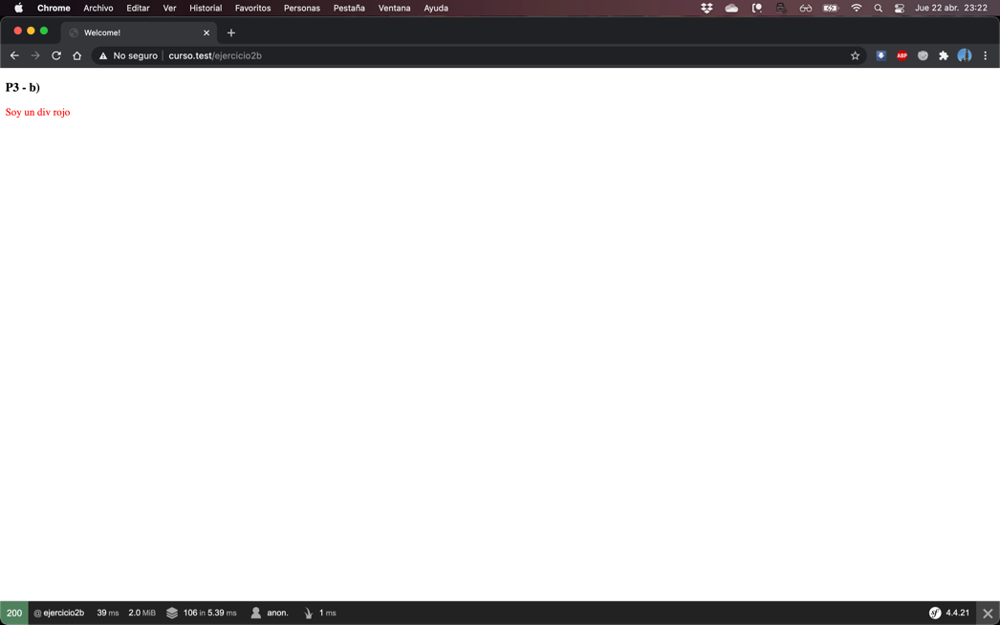 Chrome Archivo Editar Ver Historial Favoritos Personas Pestaña Ventana Ayuda Jue 22 abr. 23:22
Welcome!
No seguro curso.test/ejercicio2b ABP
P3 - b)
Soy un div rojo
200 @ ejercicio2b 39 ms 2.0 MiB 106 in 5.39 ms anon. 1 ms sf 4.4.21